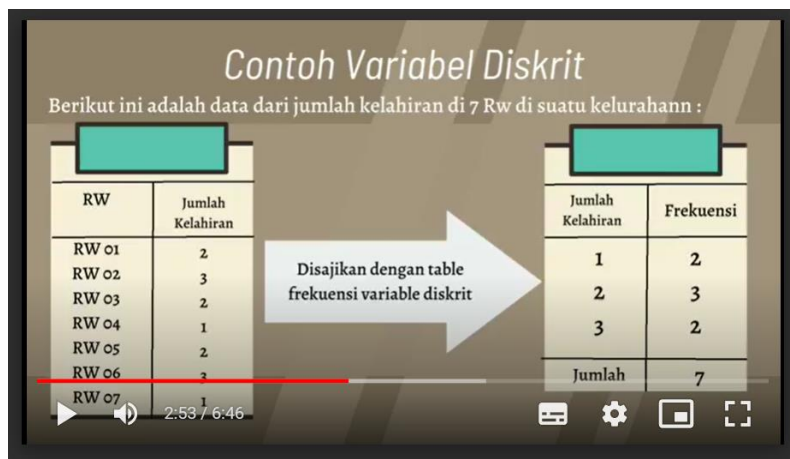 Contoh Variabel Diskrit
Berikut ini adalah data dari jumlah kelahiran di 7 Rw di suatu kelurahann :
RW Jumlah
Kelahiran
RW 01 2
RW 02 3
RW 03 2
RW 04 1
RW 05 2
RW 06 3
RW 07 1
Disajikan dengan table
frekuensi variable diskrit
Jumlah
Kelahiran Frekuensi
1 2
2 3
3 2
Jumlah 7
2:53 / 6:46